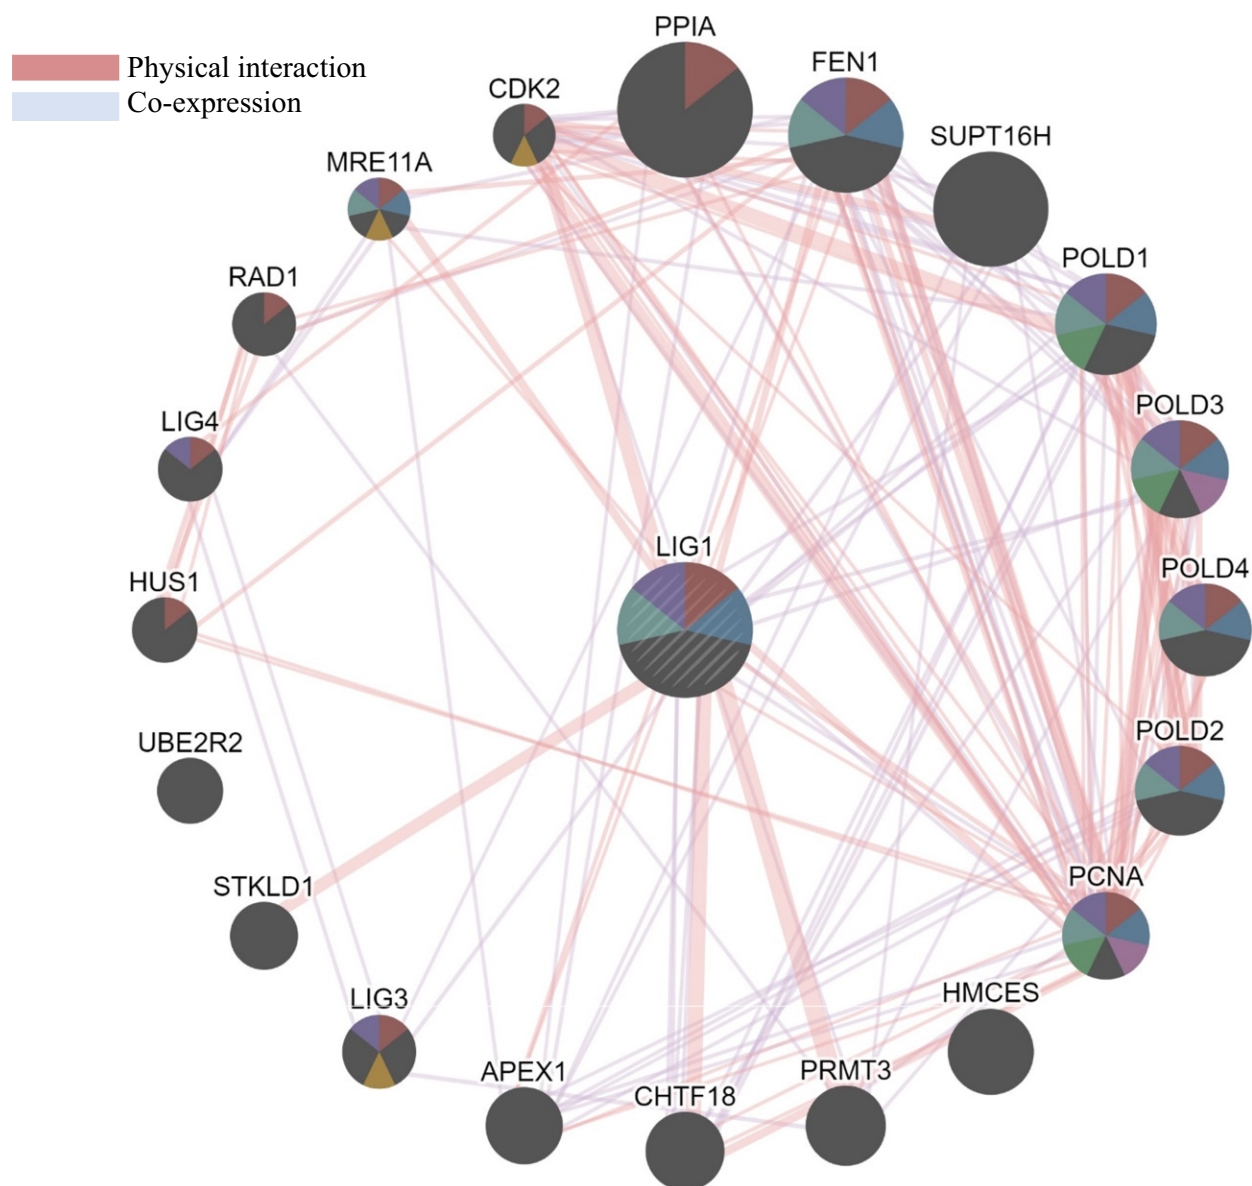 PPIA
Physical interaction
FEN1
CDK2
Co-expression
SUPT16H
MRE11A
POLD1
RAD1
POLD3
LIG4
LIG1
POLD4
HUS1
POLD2
UBE2R2
PCNA
STKLD1
HMCES
LIG3
APEX1
PRMT3
CHTF18